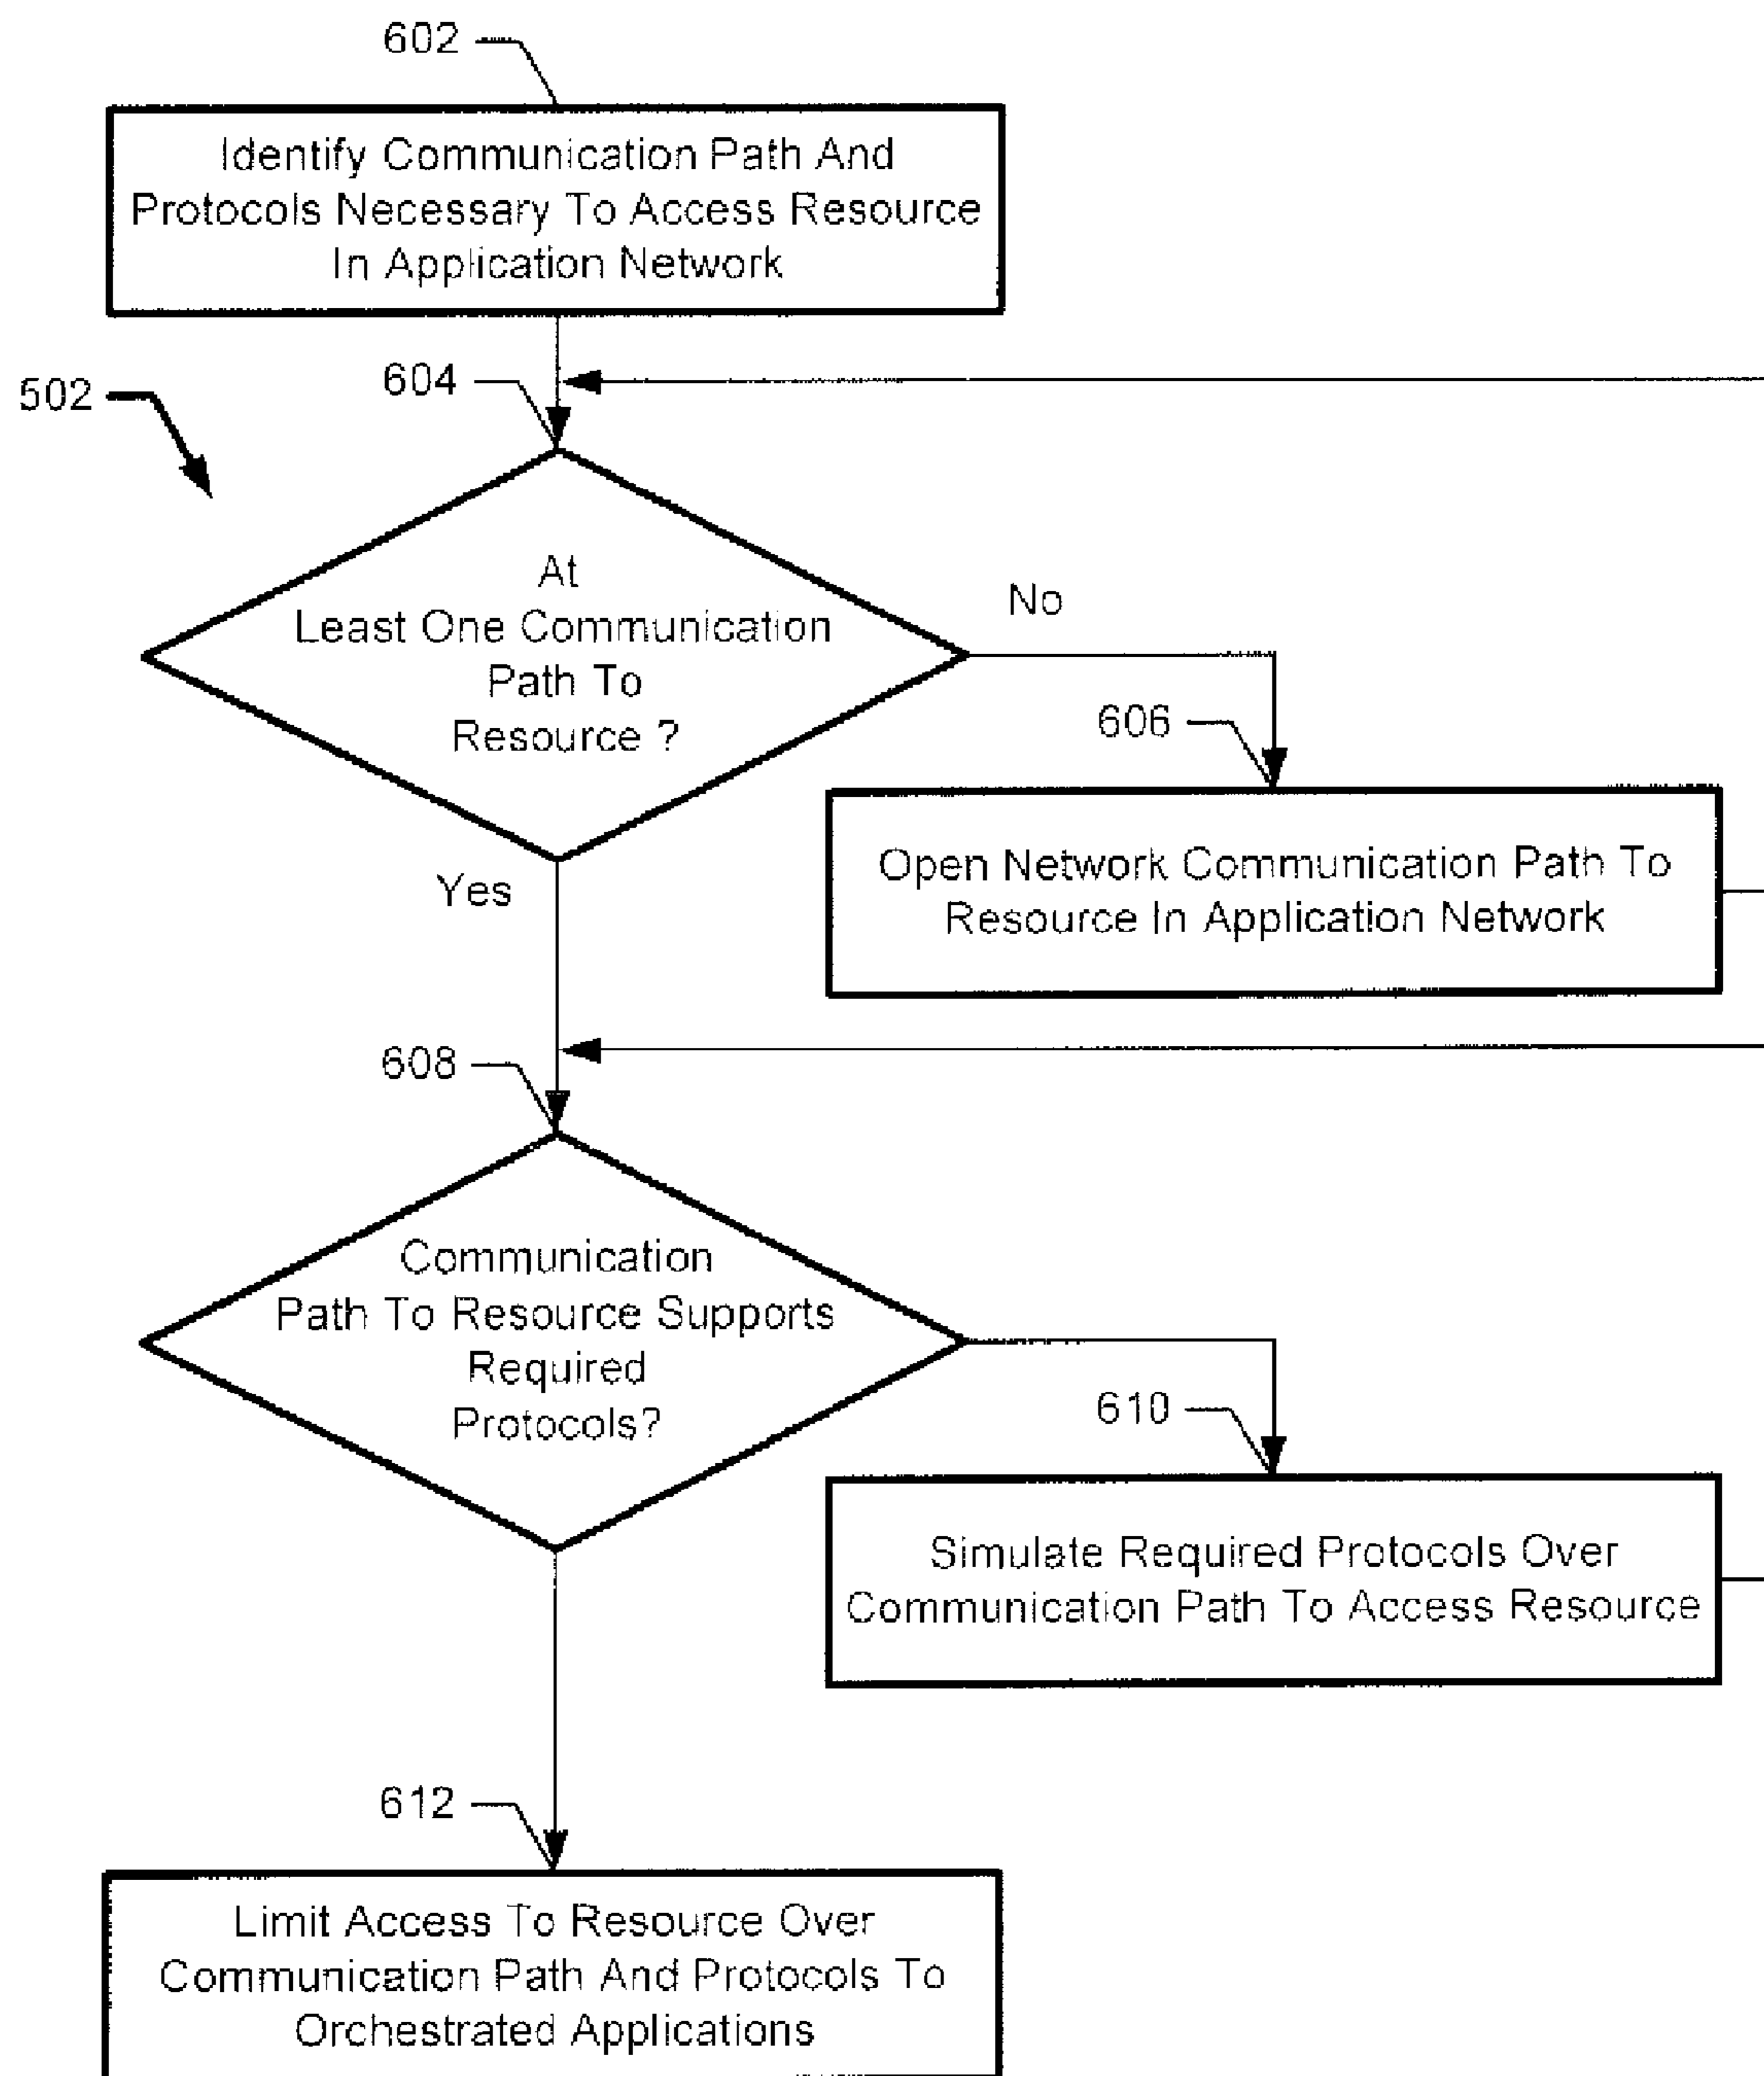 602
Identify Communication Path And
Protocols Necessary To Access Resource
In Application Network
502
604
At
Least One Communication
Path To
Resource ?
No
606
Open Network Communication Path To
Resource In Application Network
Yes
608
Communication
Path To Resource Supports
Required
Protocols?
610
Simulate Required Protocols Over
Communication Path To Access Resource
612
Limit Access To Resource Over
Communication Path And Protocols To
Orchestrated Applications